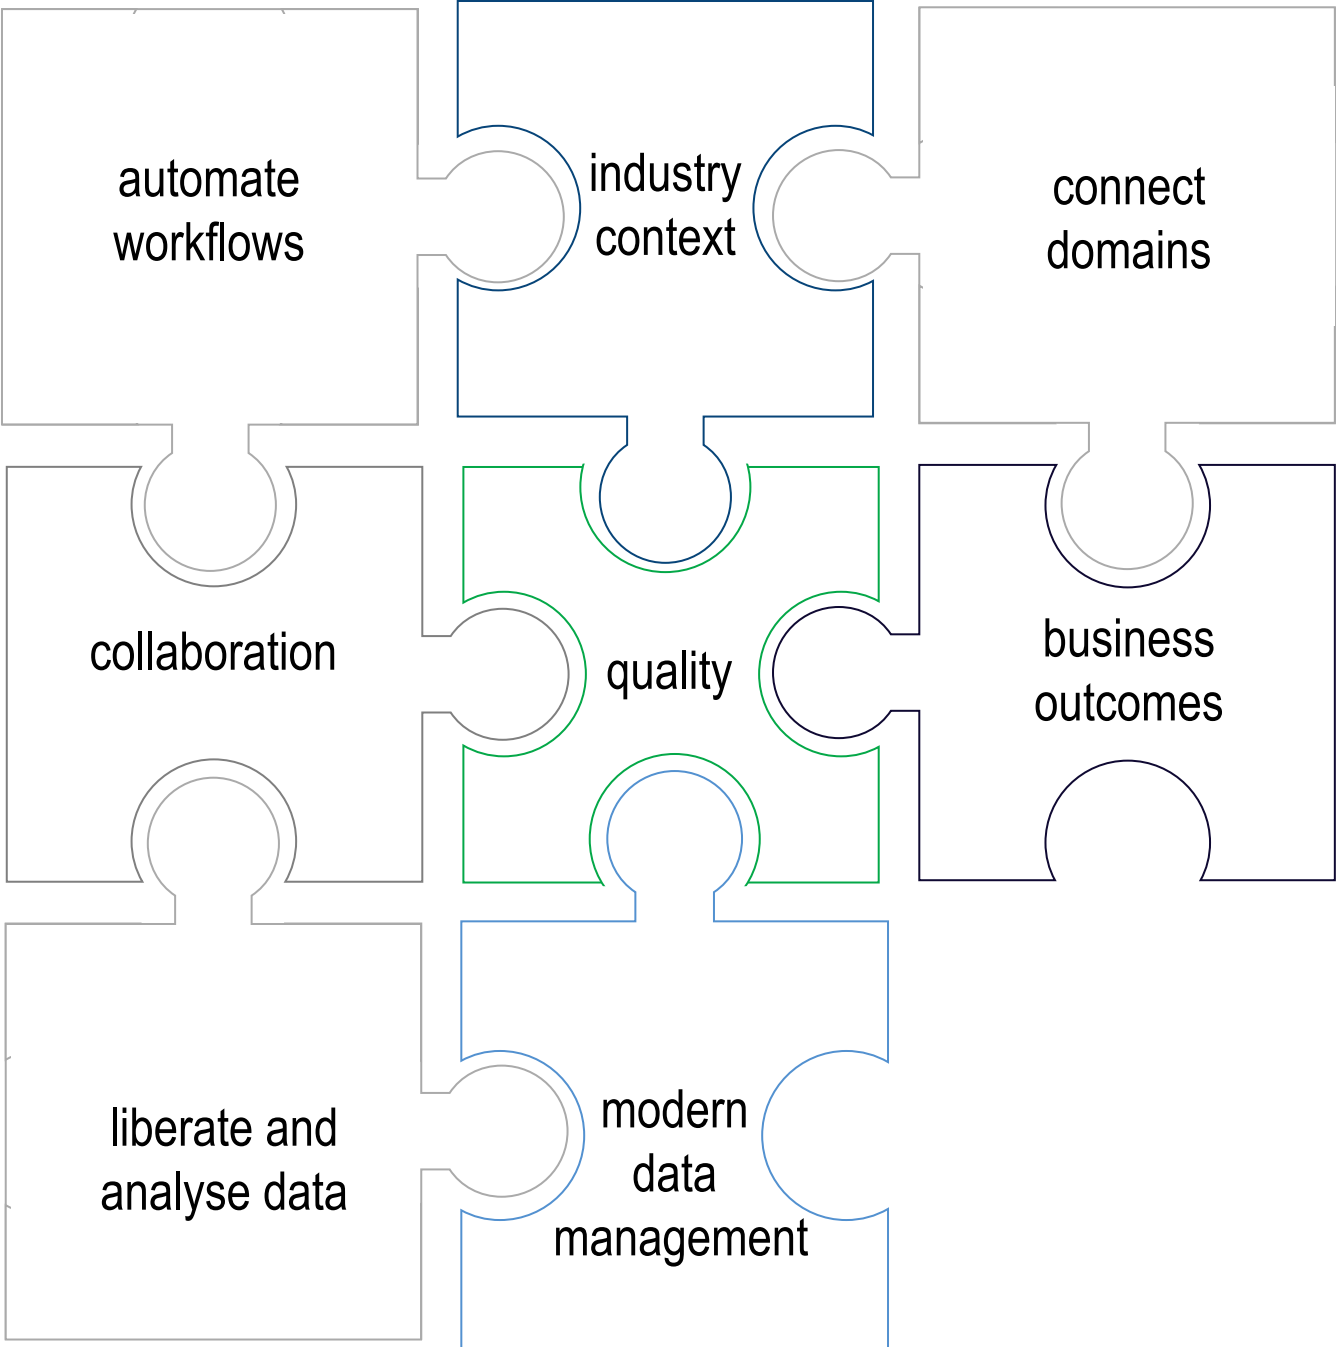 automate
workflows
industry
context
connect
domains
collaboration
quality
business
outcomes
liberate and
analyse data
modern
data
management